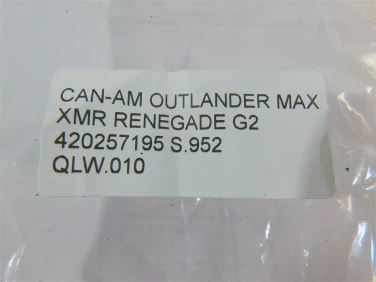 CAN-AM OUTLANDER MAX
XMR RENEGADE G2
420257195 S.952
QLW.010